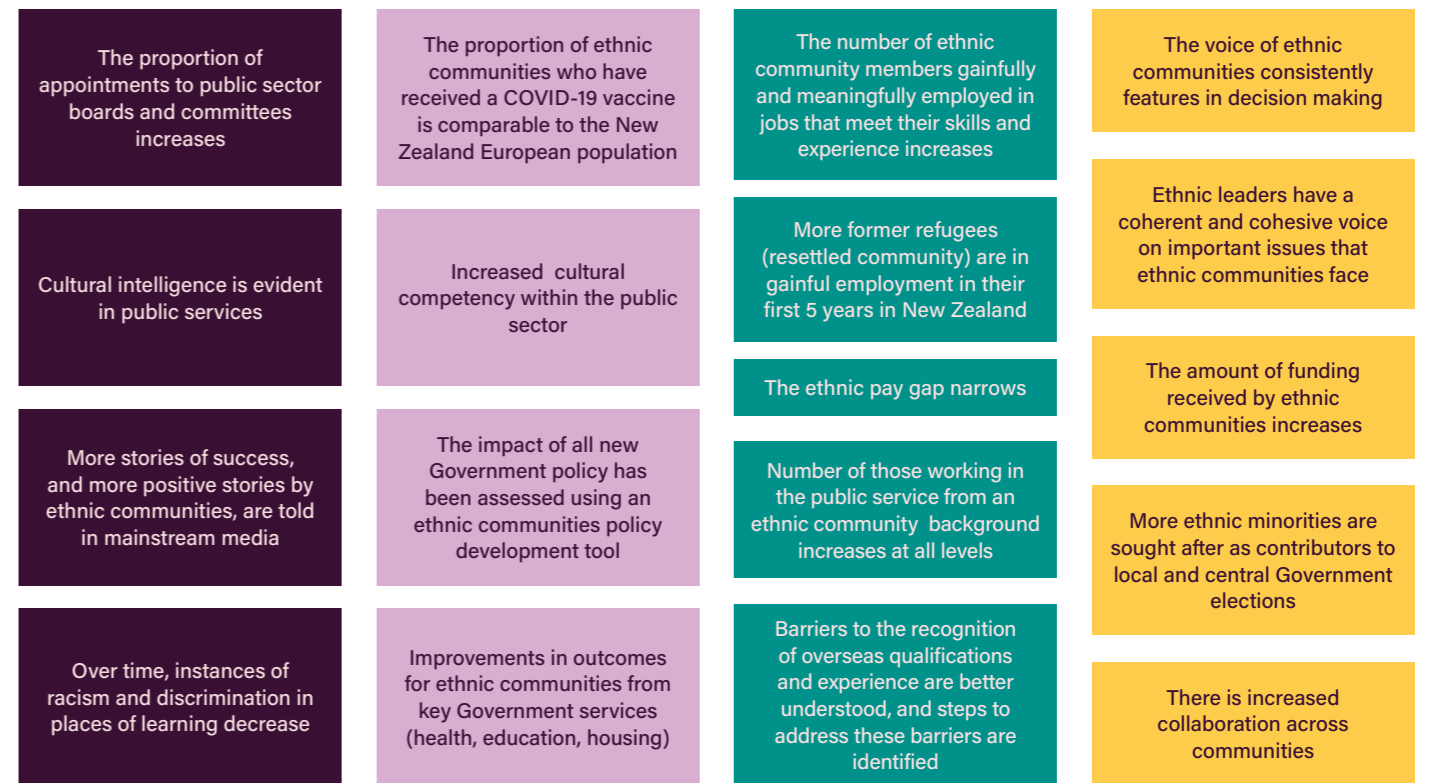 The proportion of
appointments to public sector
boards and committees
increases
Cultural intelligence is evident
in public services
More stories of success,
and more positive stories by
ethnic communities, are told
in mainstream media
Over time, instances of
racism and discrimination in
places of learning decrease
The proportion of ethnic
communities who have
received a COVID-19 vaccine
is comparable to the New
Zealand European population
Increased  cultural
competency within the public
sector
The impact of all new
Government policy has
been assessed using an
ethnic communities policy
development tool
Improvements in outcomes
for ethnic communities from
key Government services
(health, education, housing)
The number of ethnic
community members gainfully
and meaningfully employed in
jobs that meet their skills and
experience increases
More former refugees
(resettled community) are in
gainful employment in their
first 5 years in New Zealand
The ethnic pay gap narrows
Number of those working in
the public service from an
ethnic community  background
increases at all levels
Barriers to the recognition
of overseas qualifications
and experience are better
understood, and steps to
address these barriers are
identified
The voice of ethnic
communities consistently
features in decision making
Ethnic leaders have a
coherent and cohesive voice
on important issues that
ethnic communities face
The amount of funding
received by ethnic
communities increases
More ethnic minorities are
sought after as contributors to
local and central Government
elections
There is increased
collaboration across
communities